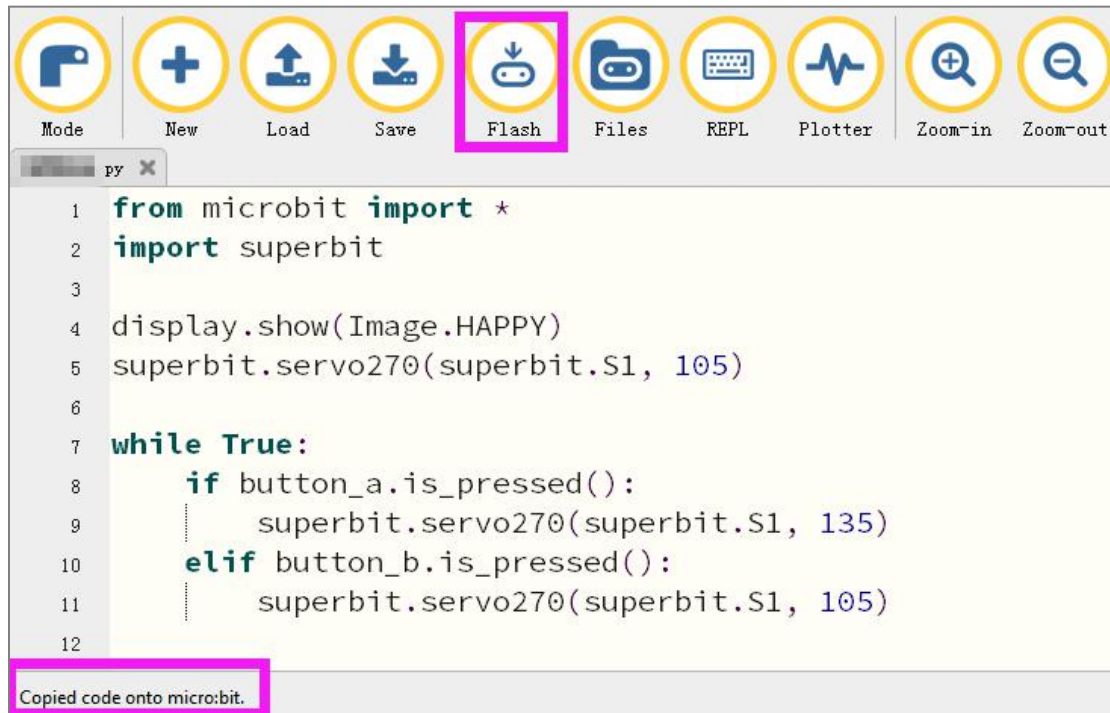 Mode New Load Save Flash Files REPL Plotter Zoom-in Zoom-out
py
1 from microbit import *
2 import superbit
3
4 display.show(Image.HAPPY)
5 superbit.servo270(superbit.S1, 105)
6
7 while True:
8 if button_a.is_pressed():
9 superbit.servo270(superbit.S1, 135)
10 elif button_b.is_pressed():
11 superbit.servo270(superbit.S1, 105)
12
Copied code onto micro:bit.